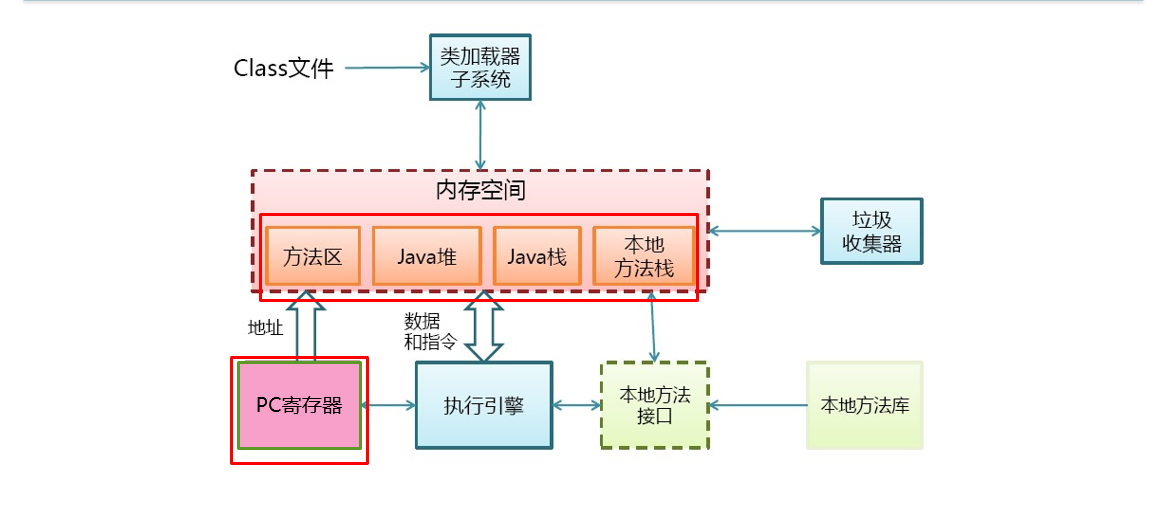 Class文件
类加载器
子系统
内存空间
方法区
Java堆
Java栈
本地
方法栈
垃圾
收集器
地址
数据
和指令
PC寄存器
执行引擎
本地方法
接口
本地方法库